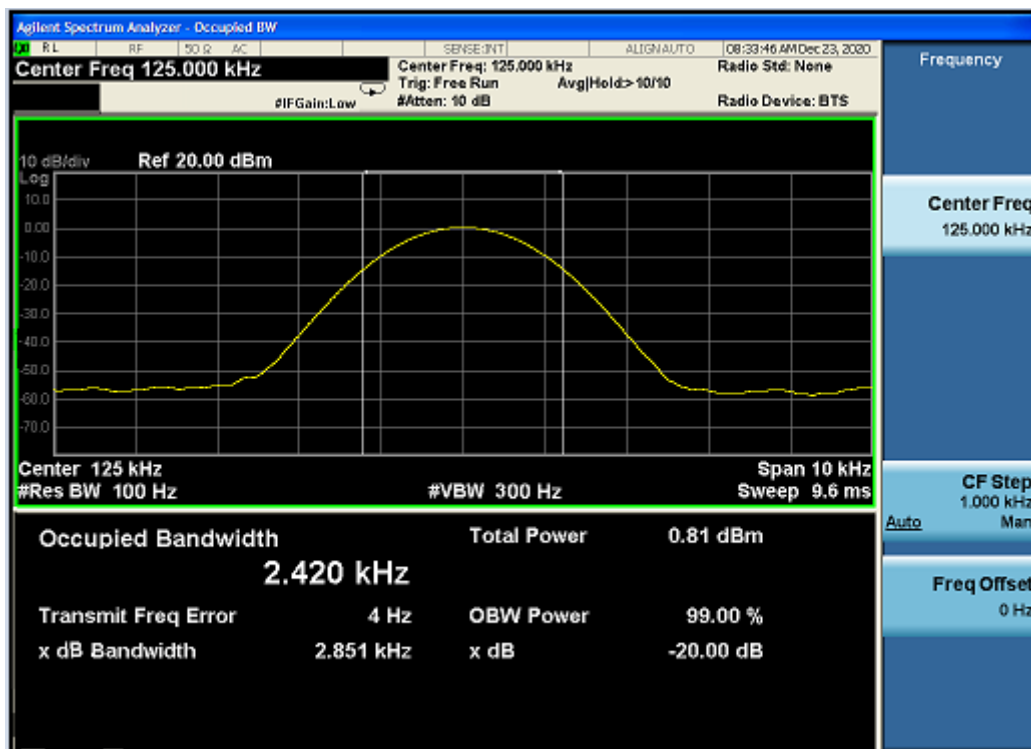 Agilent Spectrum Analyzer - Occupied BW
RL RF 50 Ω AC SENSE:INT ALIGNAUTO 08:33:46 AM Dec 23, 2020
Center Freq 125.000 kHz
Center Freq: 125.000 kHz Radio Std: None
Trig: Free Run Avg|Hold:> 10/10
#IFGain:Low #Atten: 10 dB Radio Device: BTS
10 dB/div Ref 20.00 dBm
Log
10.0
0.00
-10.0
-20.0
-30.0
-40.0
-50.0
-60.0
-70.0
Center 125 kHz Span 10 kHz
#Res BW 100 Hz #VBW 300 Hz Sweep 9.6 ms
Occupied Bandwidth Total Power 0.81 dBm
2.420 kHz
Transmit Freq Error 4 Hz OBW Power 99.00 %
x dB Bandwidth 2.851 kHz x dB -20.00 dB
Frequency
Center Freq
125.000 kHz
CF Step
1.000 kHz
Auto Man
Freq Offset
0 Hz